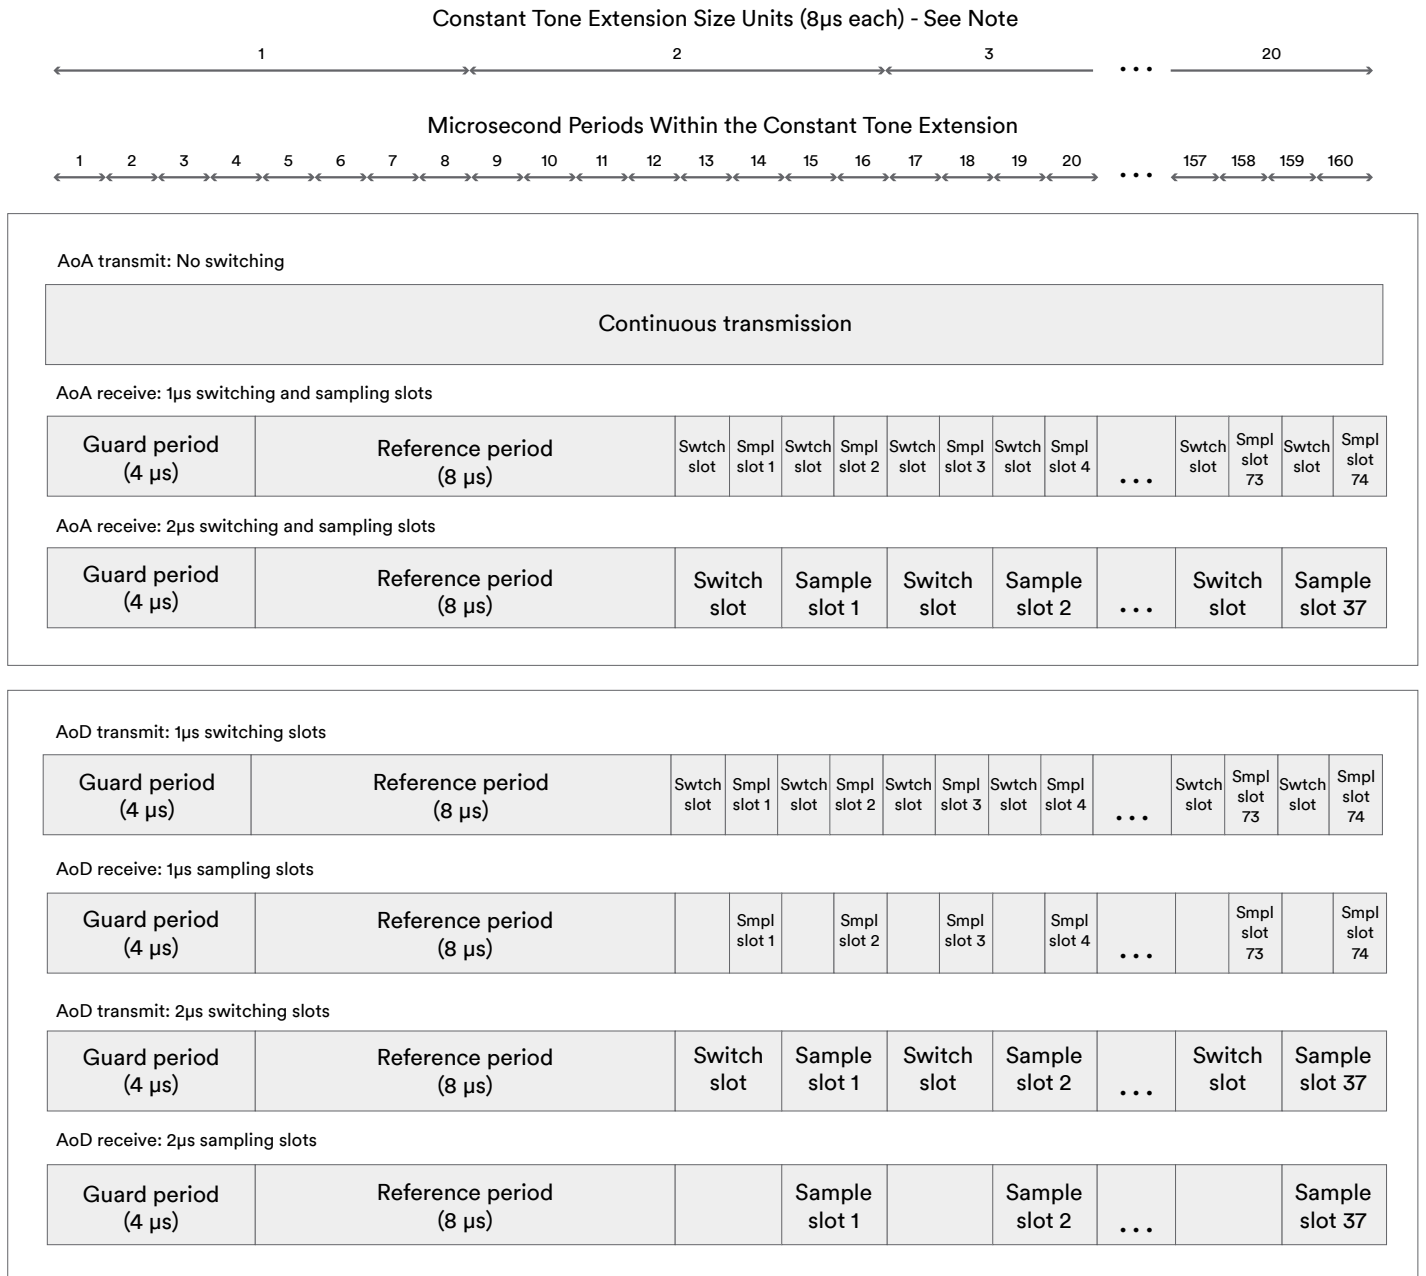 Constant Tone Extension Size Units (8µs each) - See Note
1 2 3 ... 20
Microsecond Periods Within the Constant Tone Extension
1 2 3 4 5 6 7 8 9 10 11 12 13 14 15 16 17 18 19 20 ... 157 158 159 160
AoA transmit: No switching
Continuous transmission
AoA receive: 1µs switching and sampling slots
Guard period
(4 µs)
Reference period
(8 µs)
Swtch
slot
Smpl
slot 1
Swtch
slot
Smpl
slot 2
Swtch
slot
Smpl
slot 3
Swtch
slot
Smpl
slot 4
...
Swtch
slot
Smpl
slot
73
Swtch
slot
Smpl
slot
74
AoA receive: 2µs switching and sampling slots
Guard period
(4 µs)
Reference period
(8 µs)
Switch
slot
Sample
slot 1
Switch
slot
Sample
slot 2
...
Switch
slot
Sample
slot 37
AoD transmit: 1µs switching slots
Guard period
(4 µs)
Reference period
(8 µs)
Swtch
slot
Smpl
slot 1
Swtch
slot
Smpl
slot 2
Swtch
slot
Smpl
slot 3
Swtch
slot
Smpl
slot 4
...
Swtch
slot
Smpl
slot
73
Swtch
slot
Smpl
slot
74
AoD receive: 1µs sampling slots
Guard period
(4 µs)
Reference period
(8 µs)
Smpl
slot 1
Smpl
slot 2
Smpl
slot 3
Smpl
slot 4
...
Smpl
slot
73
Smpl
slot
74
AoD transmit: 2µs switching slots
Guard period
(4 µs)
Reference period
(8 µs)
Switch
slot
Sample
slot 1
Switch
slot
Sample
slot 2
...
Switch
slot
Sample
slot 37
AoD receive: 2µs sampling slots
Guard period
(4 µs)
Reference period
(8 µs)
Sample
slot 1
Sample
slot 2
...
Sample
slot 37